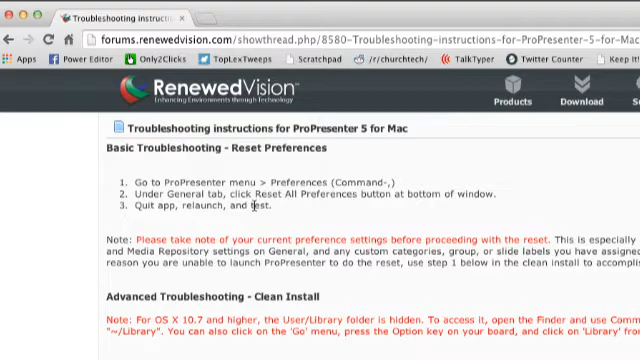 Troubleshooting instructi
forums.renewedvision.com/showthread.php/8580-Troubleshooting-instructions-for-ProPresenter-5-for-Mac
Apps Power Editor Only2Clicks TopLexTweeps Scratchpad /r/churchtech/ TalkTyper Twitter Counter Keep It!
RenewedVision™
Enhancing Environments through Technology
Products Download Su
Troubleshooting instructions for ProPresenter 5 for Mac
Basic Troubleshooting - Reset Preferences
1. Go to ProPresenter menu > Preferences (Command-,)
2. Under General tab, click Reset All Preferences button at bottom of window.
3. Quit app, relaunch, and test.
Note: Please take note of your current preference settings before proceeding with the reset. This is especially
and Media Repository settings on General, and any custom categories, group, or slide labels you have assigned
reason you are unable to launch ProPresenter to do the reset, use step 1 below in the clean install to accomplis
Advanced Troubleshooting - Clean Install
Note: For OS X 10.7 and higher, the User/Library folder is hidden. To access it, open the Finder and use Comm
"~/Library". You can also click on the 'Go' menu, press the Option key on your board, and click on 'Library' fro